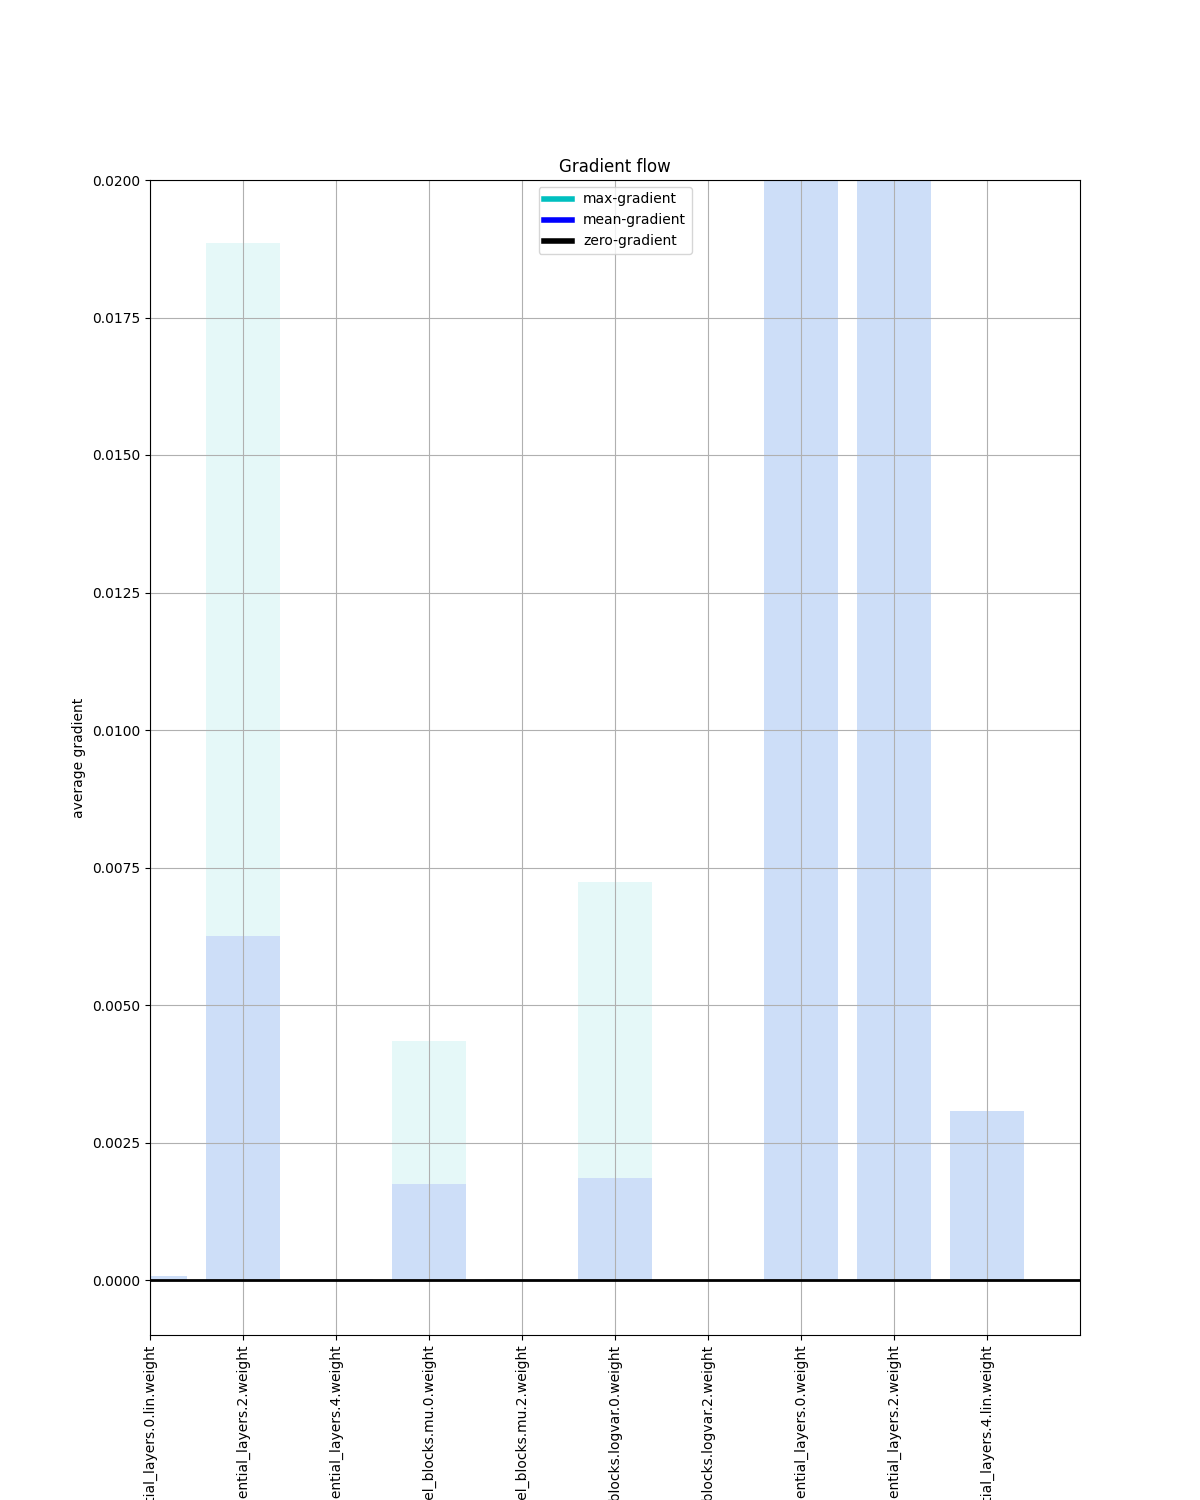 Gradient flow
max-gradient
mean-gradient
zero-gradient
0.0200
0.0175
0.0150
0.0125
0.0100
0.0075
0.0050
0.0025
0.0000
average gradient
tial_layers.0.lin.weight
ential_layers.2.weight
ential_layers.4.weight
el_blocks.mu.0.weight
el_blocks.mu.2.weight
blocks.logvar.0.weight
blocks.logvar.2.weight
ential_layers.0.weight
ential_layers.2.weight
tial_layers.4.lin.weight